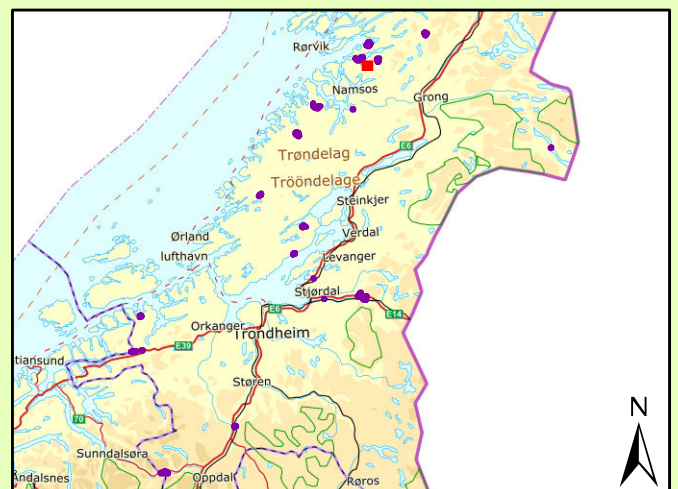 Rørvik
Namsos
Grong
E6
Trøndelag
Trööndelage
Steinkjer
Ørland
lufthavn
Verdal
Levanger
Stjørdal
E6
E14
Orkanger
Trondheim
E39
tiansund
Støren
70
N
Sunndalsøra
Åndalsnes
Oppdal
Røros